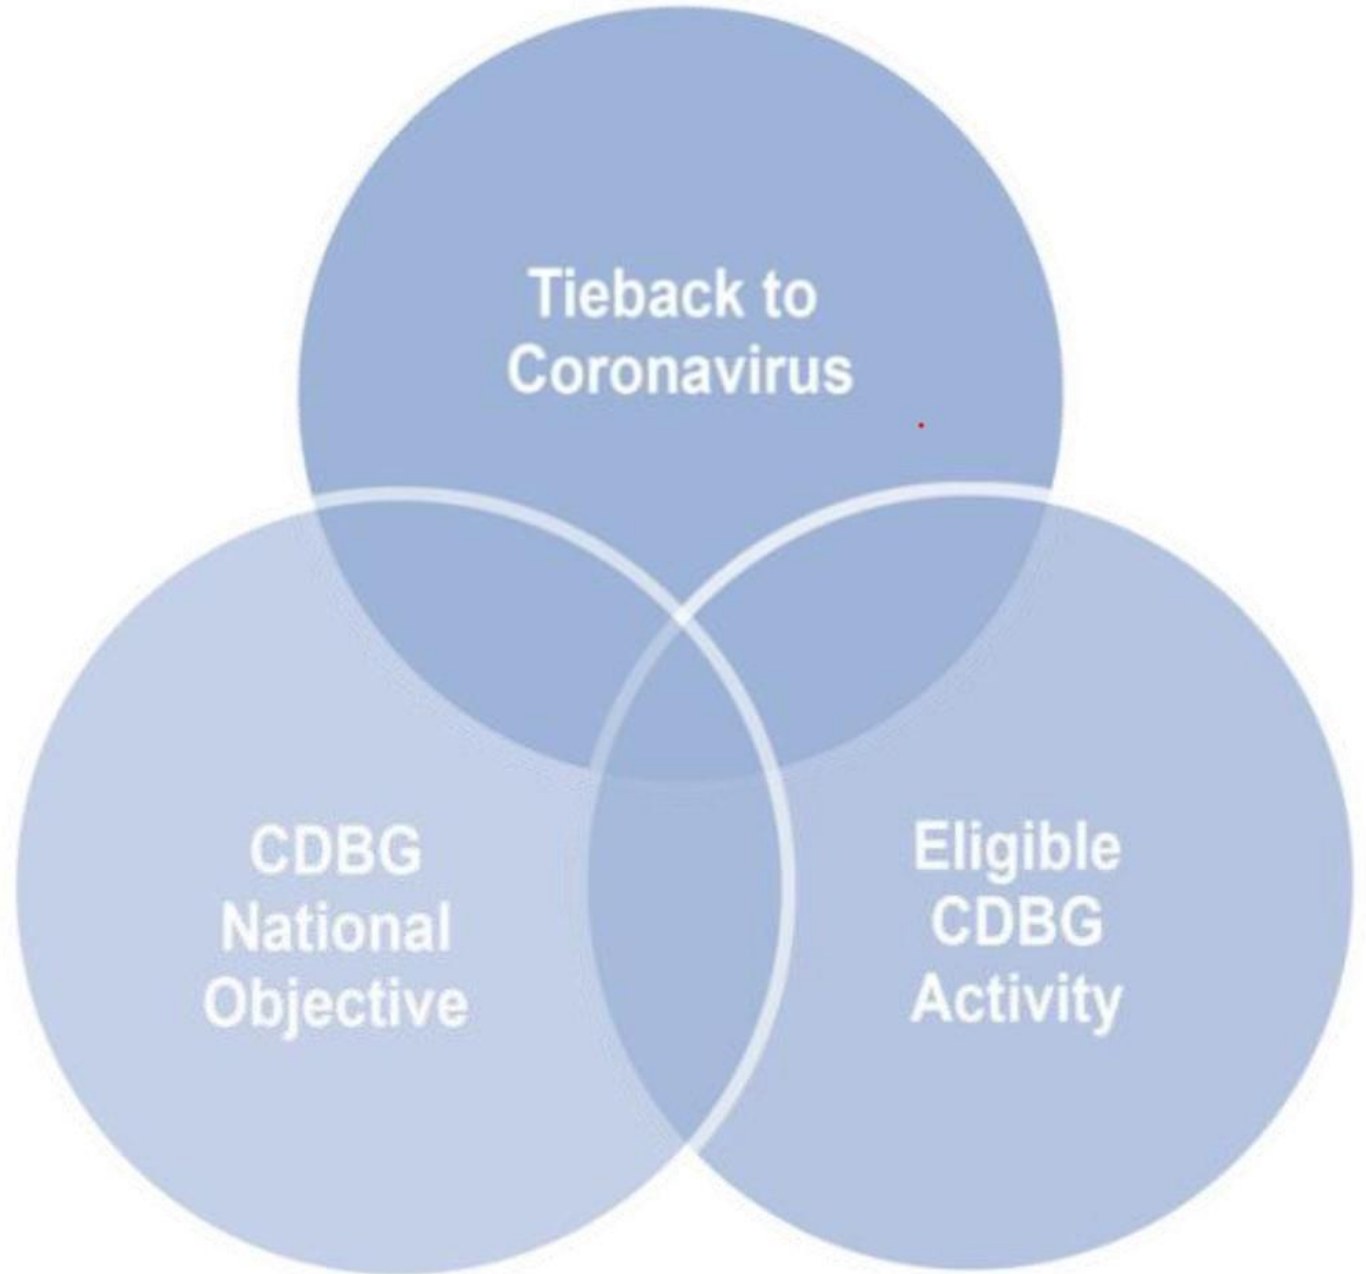 Tieback to
Coronavirus
CDBG
National
Objective
Eligible
CDBG
Activity